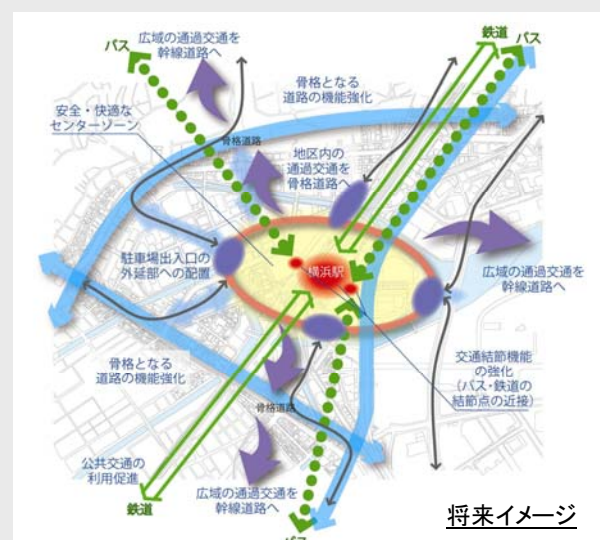 バス
広域の通過交通を
幹線道路へ
鉄道
バス
骨格となる
道路の機能強化
安全・快適な
センターゾーン
骨格道路
地区内の
通過交通を
骨格道路へ
駐車場出入口の
外延部への配置
横浜駅
広域の通過交通を
幹線道路へ
交通結節機能
の強化
(バス・鉄道の
結節点の近接)
骨格となる
道路の機能強化
骨格道路
公共交通の
利用促進
鉄道
広域の通過交通を
幹線道路へ
バス
将来イメージ